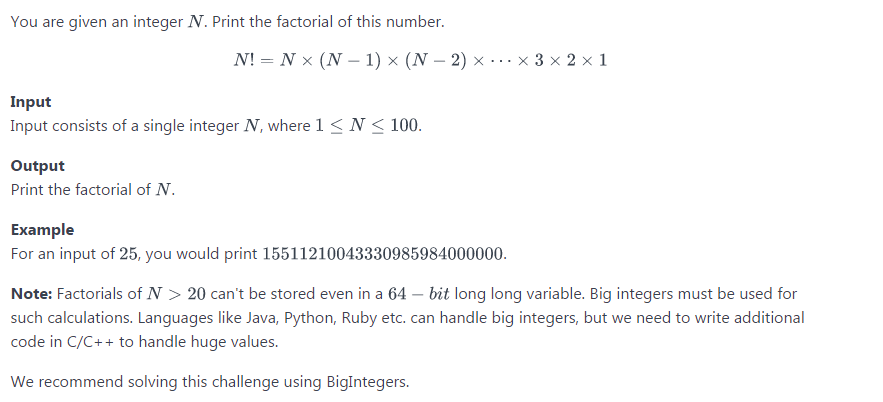 You are given an integer N. Print the factorial of this number.
N! = N × (N − 1) × (N − 2) × ⋯ × 3 × 2 × 1
Input
Input consists of a single integer N, where 1 ≤ N ≤ 100.
Output
Print the factorial of N.
Example
For an input of 25, you would print 15511210043330985984000000.
Note: Factorials of N > 20 can't be stored even in a 64 − bit long long variable. Big integers must be used for
such calculations. Languages like Java, Python, Ruby etc. can handle big integers, but we need to write additional
code in C/C++ to handle huge values.
We recommend solving this challenge using BigIntegers.